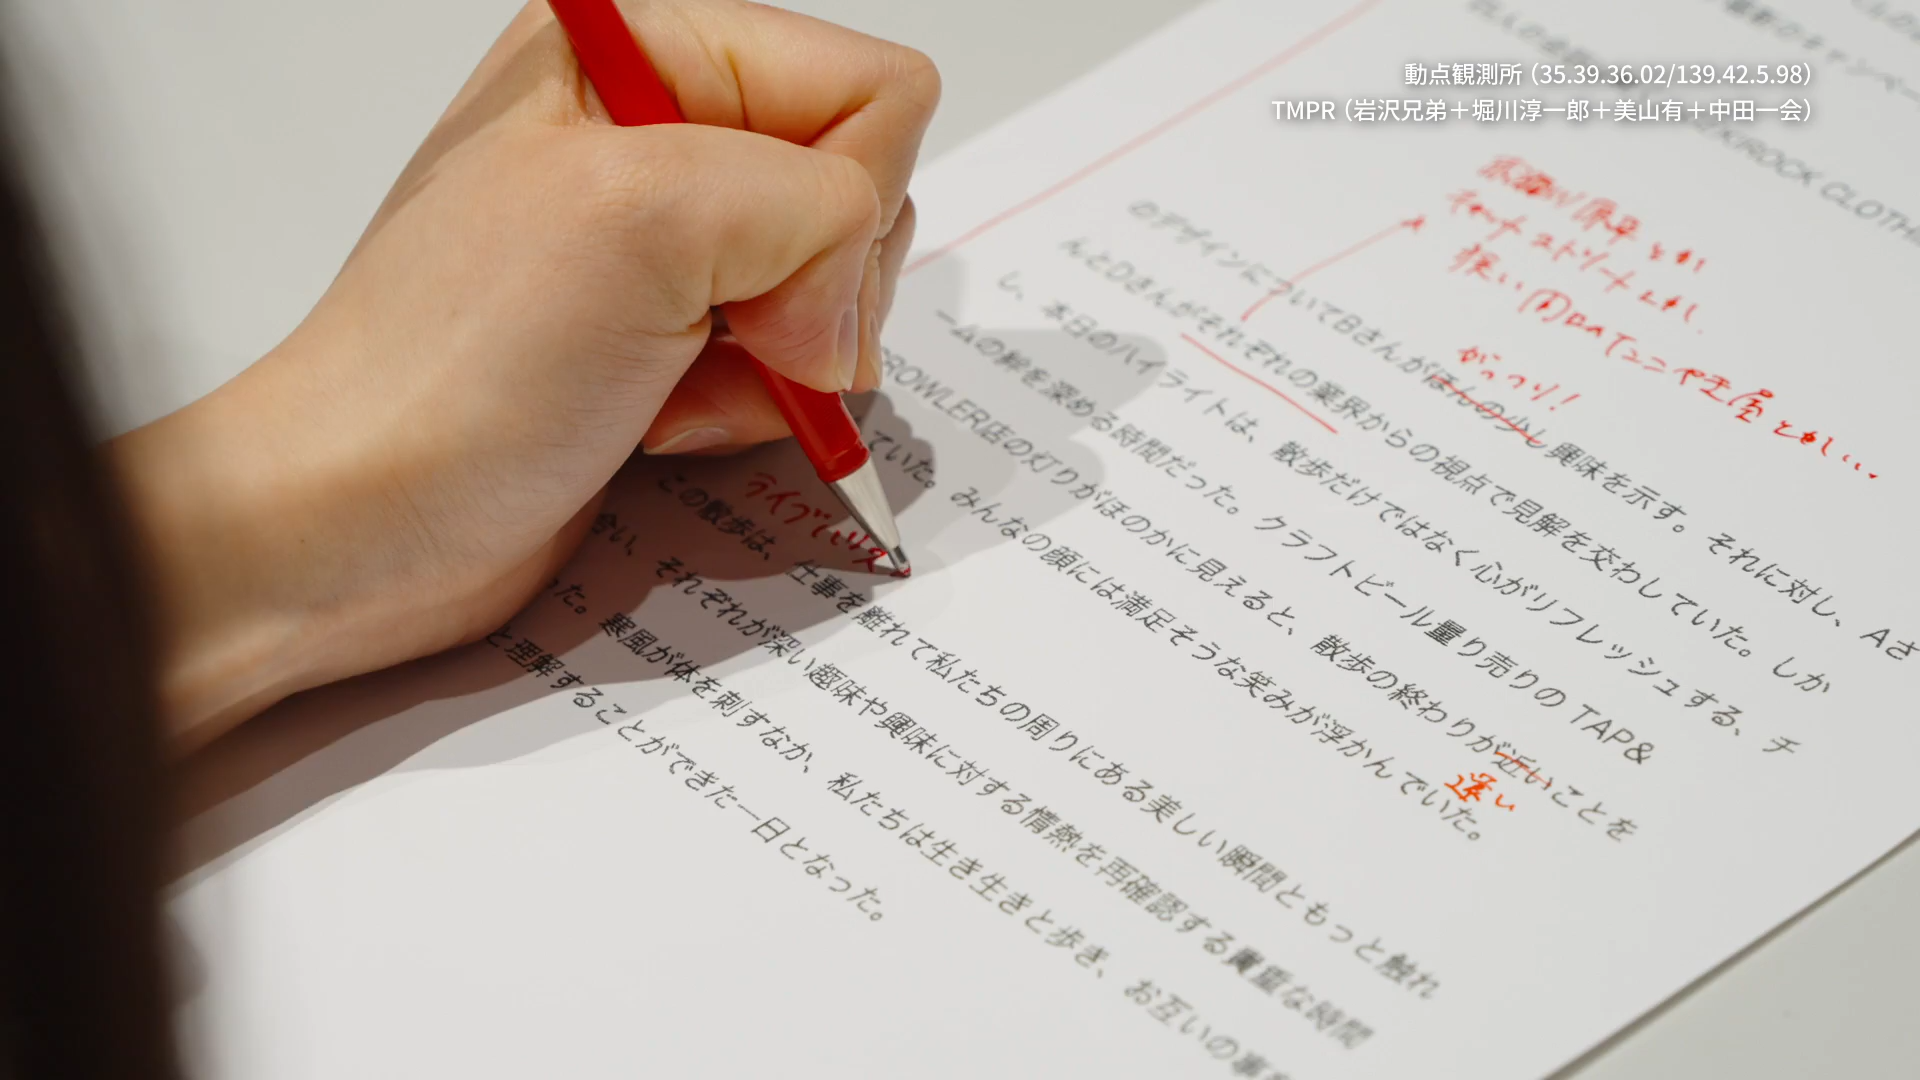 動点観測所（35.39.36.02/139.42.5.98）
TMPR（岩沢兄弟＋堀川淳一郎＋美山有＋中田一会）
KIROCK CLOTH
とか
ストリートとかし
がっつり！
のデザインについてBさんがほんの少し興味を示す。それに対し、Aさ
んとDさんがそれぞれの業界からの視点で見解を交わしていた。しか
し、本日のハイライトは、散歩だけではなく心がリフレッシュする、チ
ームの絆を深める時間だった。クラフトビール量り売りの TAP&
GROWLER店の灯りがほのかに見えると、散歩の終わりが近いことを
遅い
ていた。みんなの顔には満足そうな笑みが浮かんでいた。
この散歩は、仕事を離れて私たちの周りにある美しい瞬間ともっと触れ
合い、それぞれが深い趣味や興味に対する情熱を再確認する貴重な時間
った。寒風が体を刺すなか、私たちは生き生きと歩き、お互いの事を
と理解することができた一日となった。